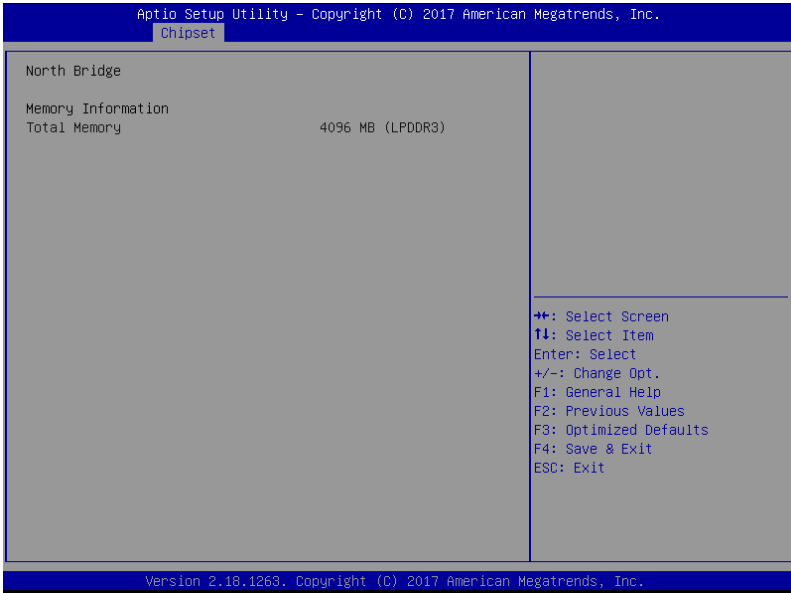 Aptio Setup Utility – Copyright (C) 2017 American Megatrends, Inc.
Chipset
North Bridge
Memory Information
Total Memory 4096 MB (LPDDR3)
→←: Select Screen
↑↓: Select Item
Enter: Select
+/-: Change Opt.
F1: General Help
F2: Previous Values
F3: Optimized Defaults
F4: Save & Exit
ESC: Exit
Version 2.18.1263. Copyright (C) 2017 American Megatrends, Inc.